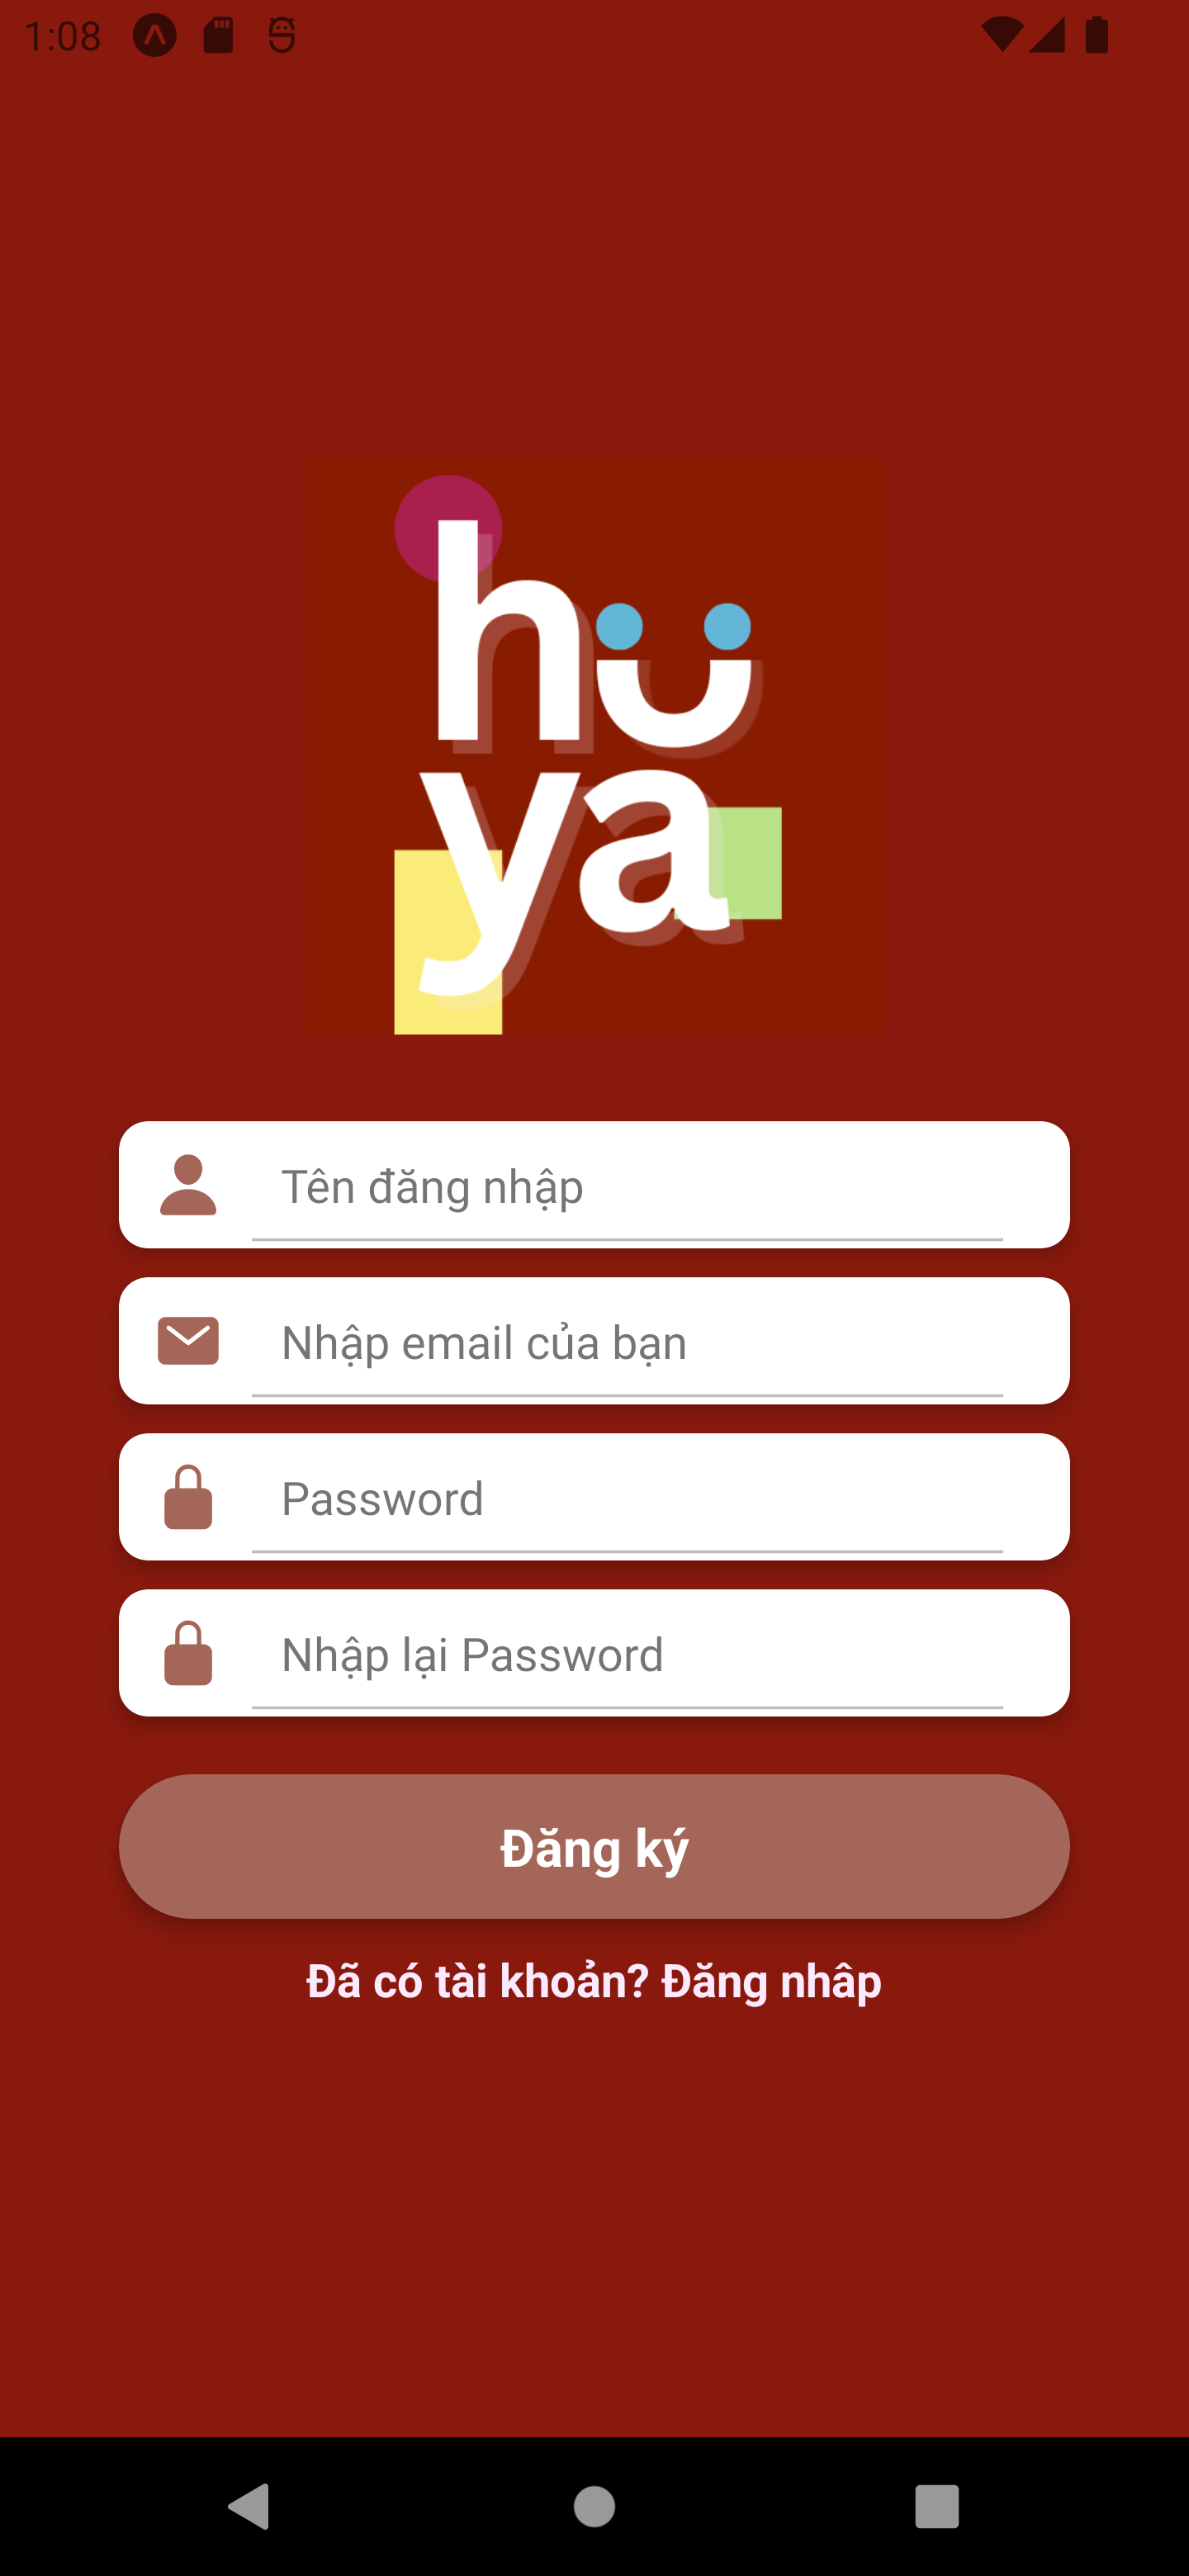 1:08
hü
ya
Tên đăng nhập
Nhập email của bạn
Password
Nhập lại Password
Đăng ký
Đã có tài khoản? Đăng nhâp